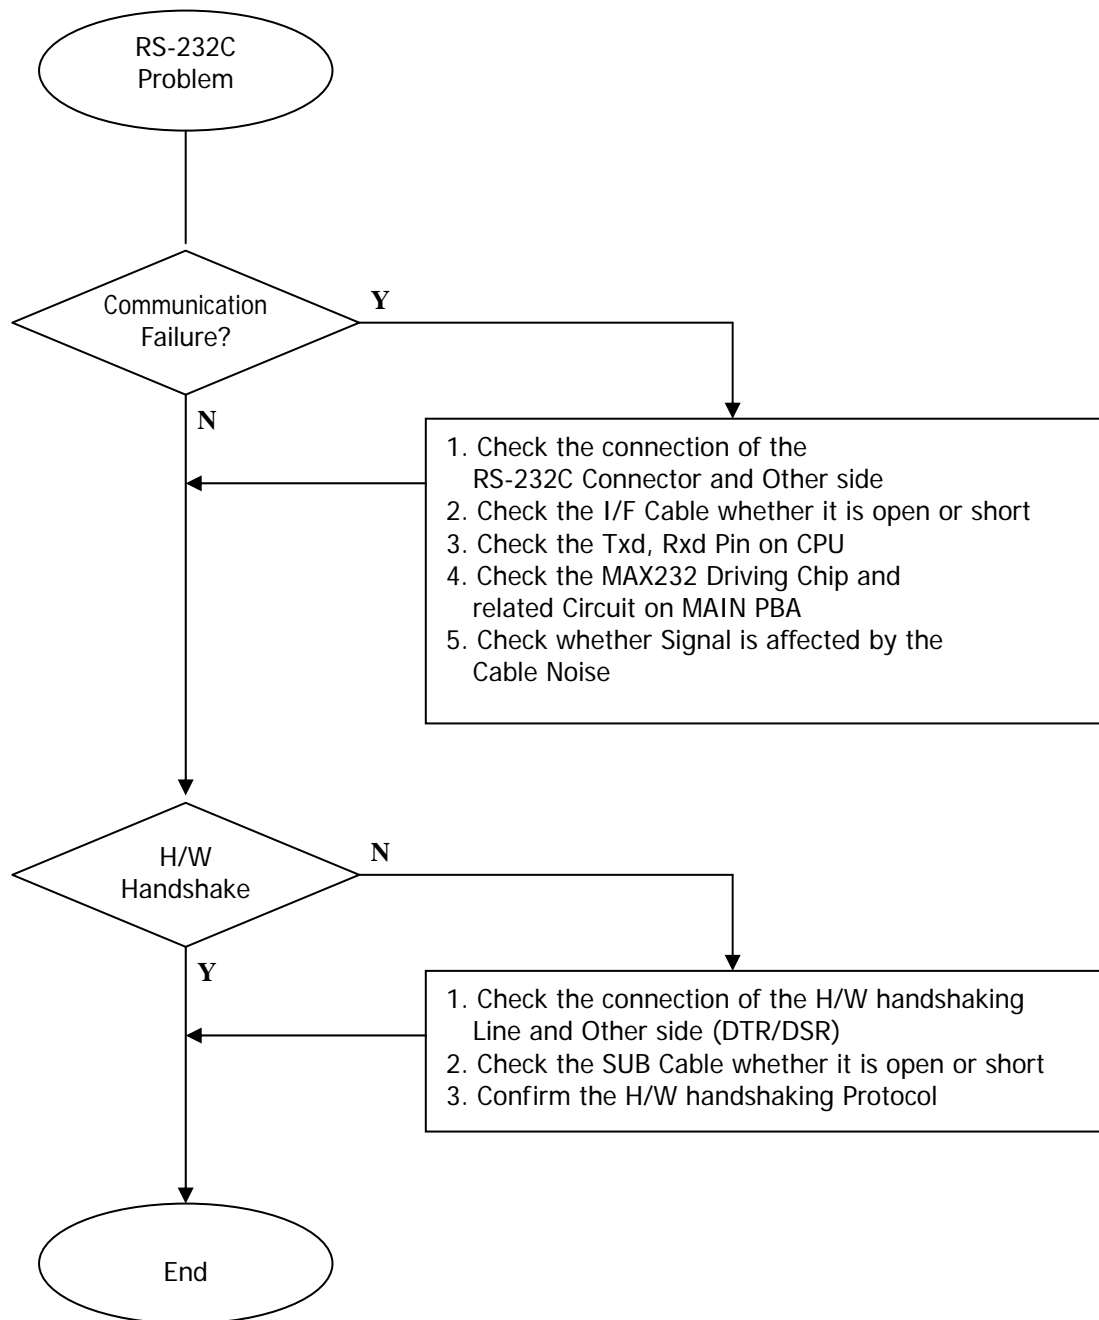 RS-232C
Problem
Communication
Failure?
Y
N
1. Check the connection of the
RS-232C Connector and Other side
2. Check the I/F Cable whether it is open or short
3. Check the Txd, Rxd Pin on CPU
4. Check the MAX232 Driving Chip and
related Circuit on MAIN PBA
5. Check whether Signal is affected by the
Cable Noise
H/W
Handshake
N
Y
1. Check the connection of the H/W handshaking
Line and Other side (DTR/DSR)
2. Check the SUB Cable whether it is open or short
3. Confirm the H/W handshaking Protocol
End